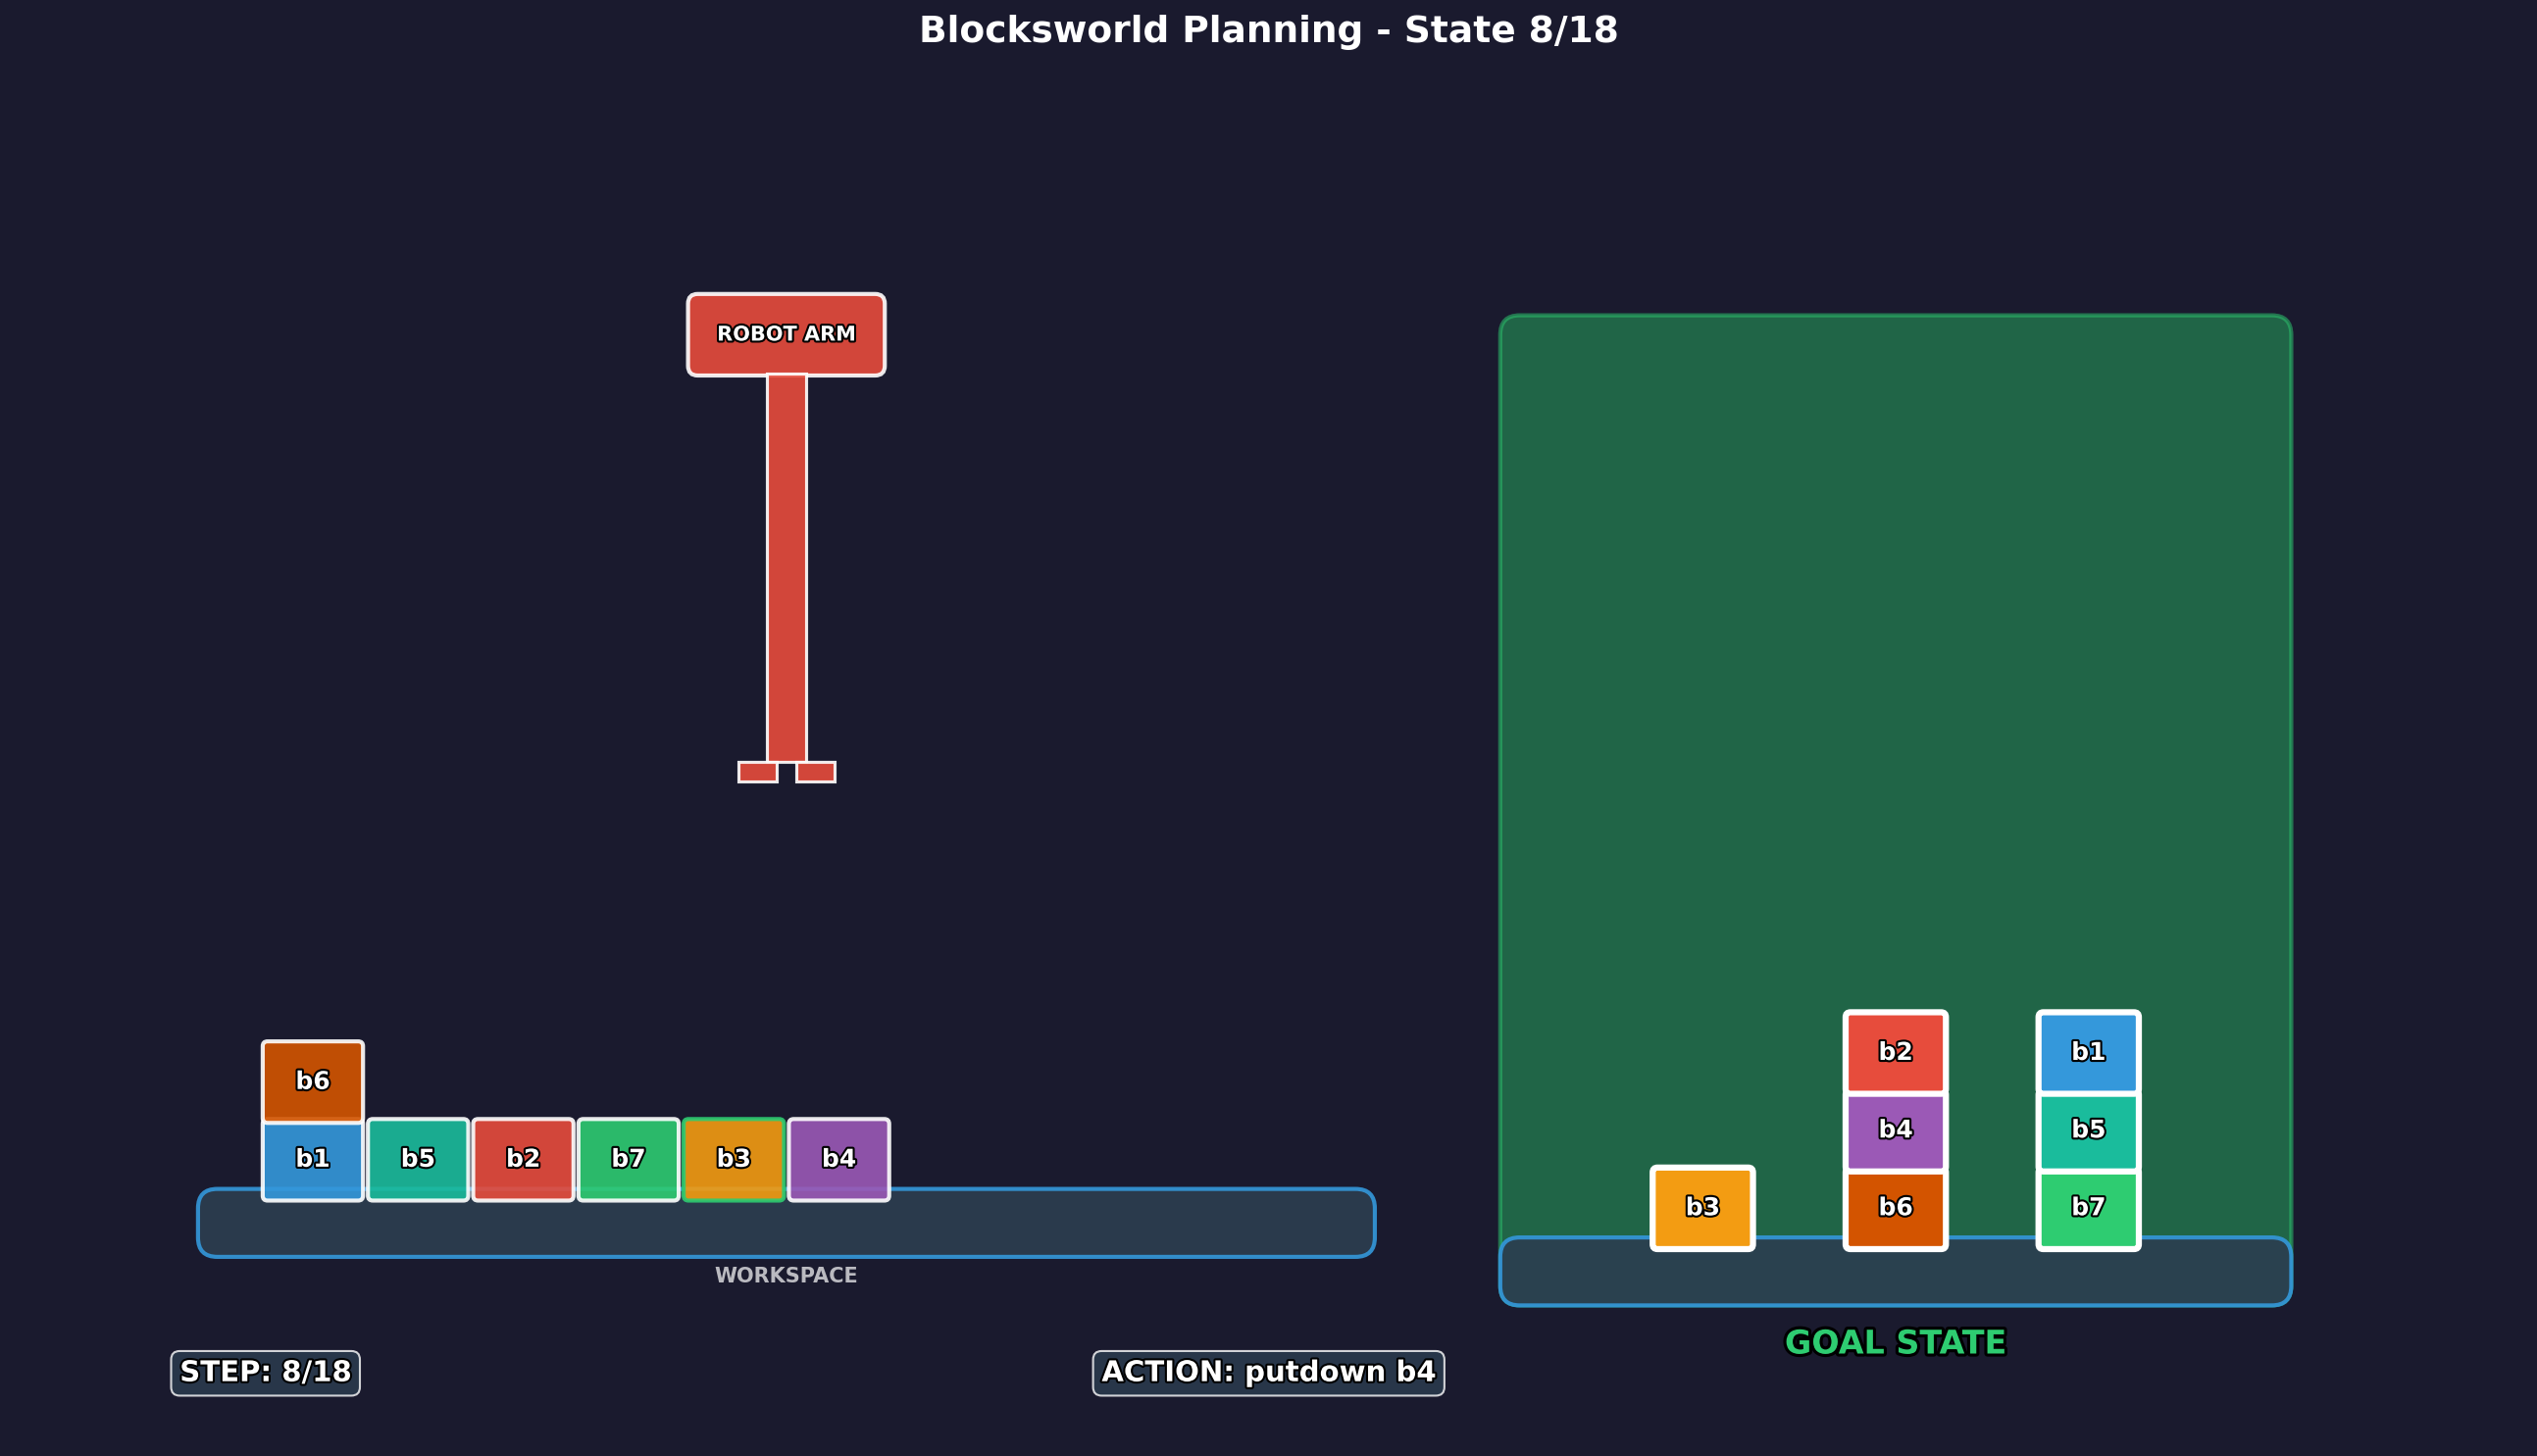 Blocksworld Planning - State 8/18
ROBOT ARM
b6
b1 b5 b2 b7 b3 b4
WORKSPACE
b2 b1
b4 b5
b3 b6 b7
GOAL STATE
STEP: 8/18 ACTION: putdown b4